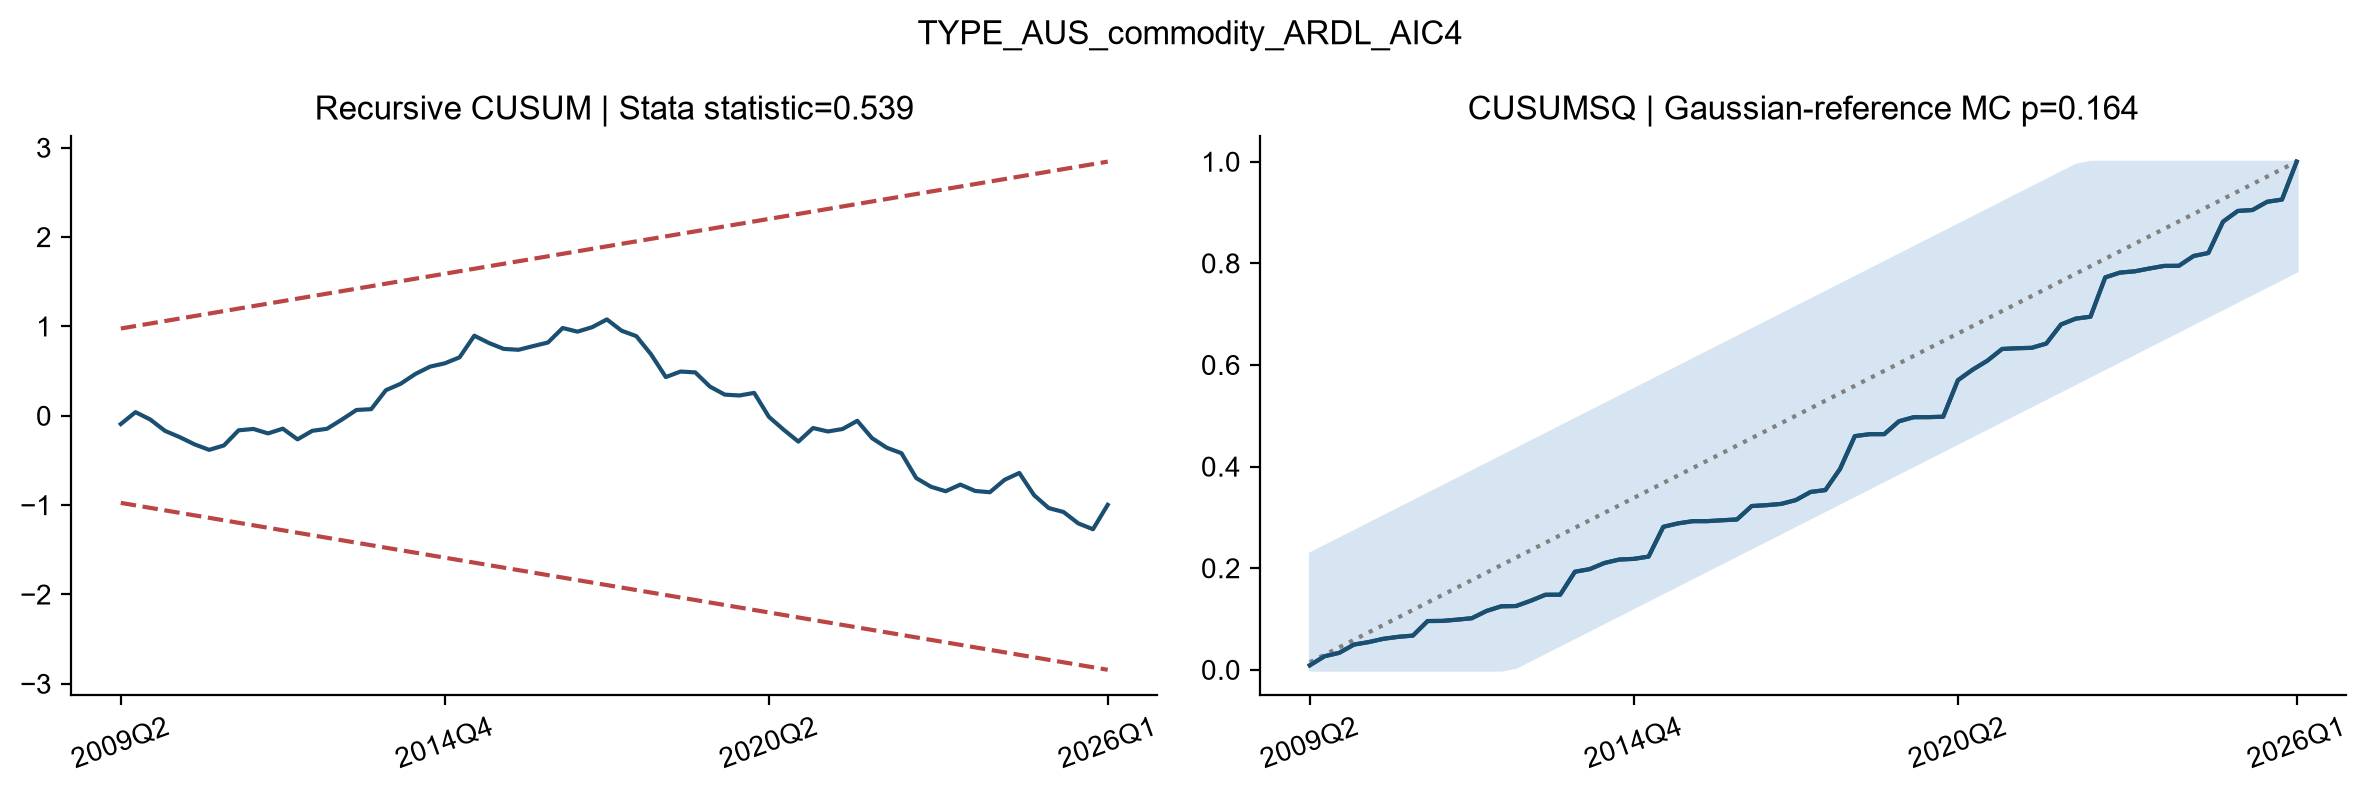 TYPE_AUS_commodity_ARDL_AIC4
Recursive CUSUM | Stata statistic=0.539
3
2
1
0
−1
−2
−3
2009Q2
2014Q4
2020Q2
2026Q1
CUSUMSQ | Gaussian-reference MC p=0.164
1.0
0.8
0.6
0.4
0.2
0.0
2009Q2
2014Q4
2020Q2
2026Q1